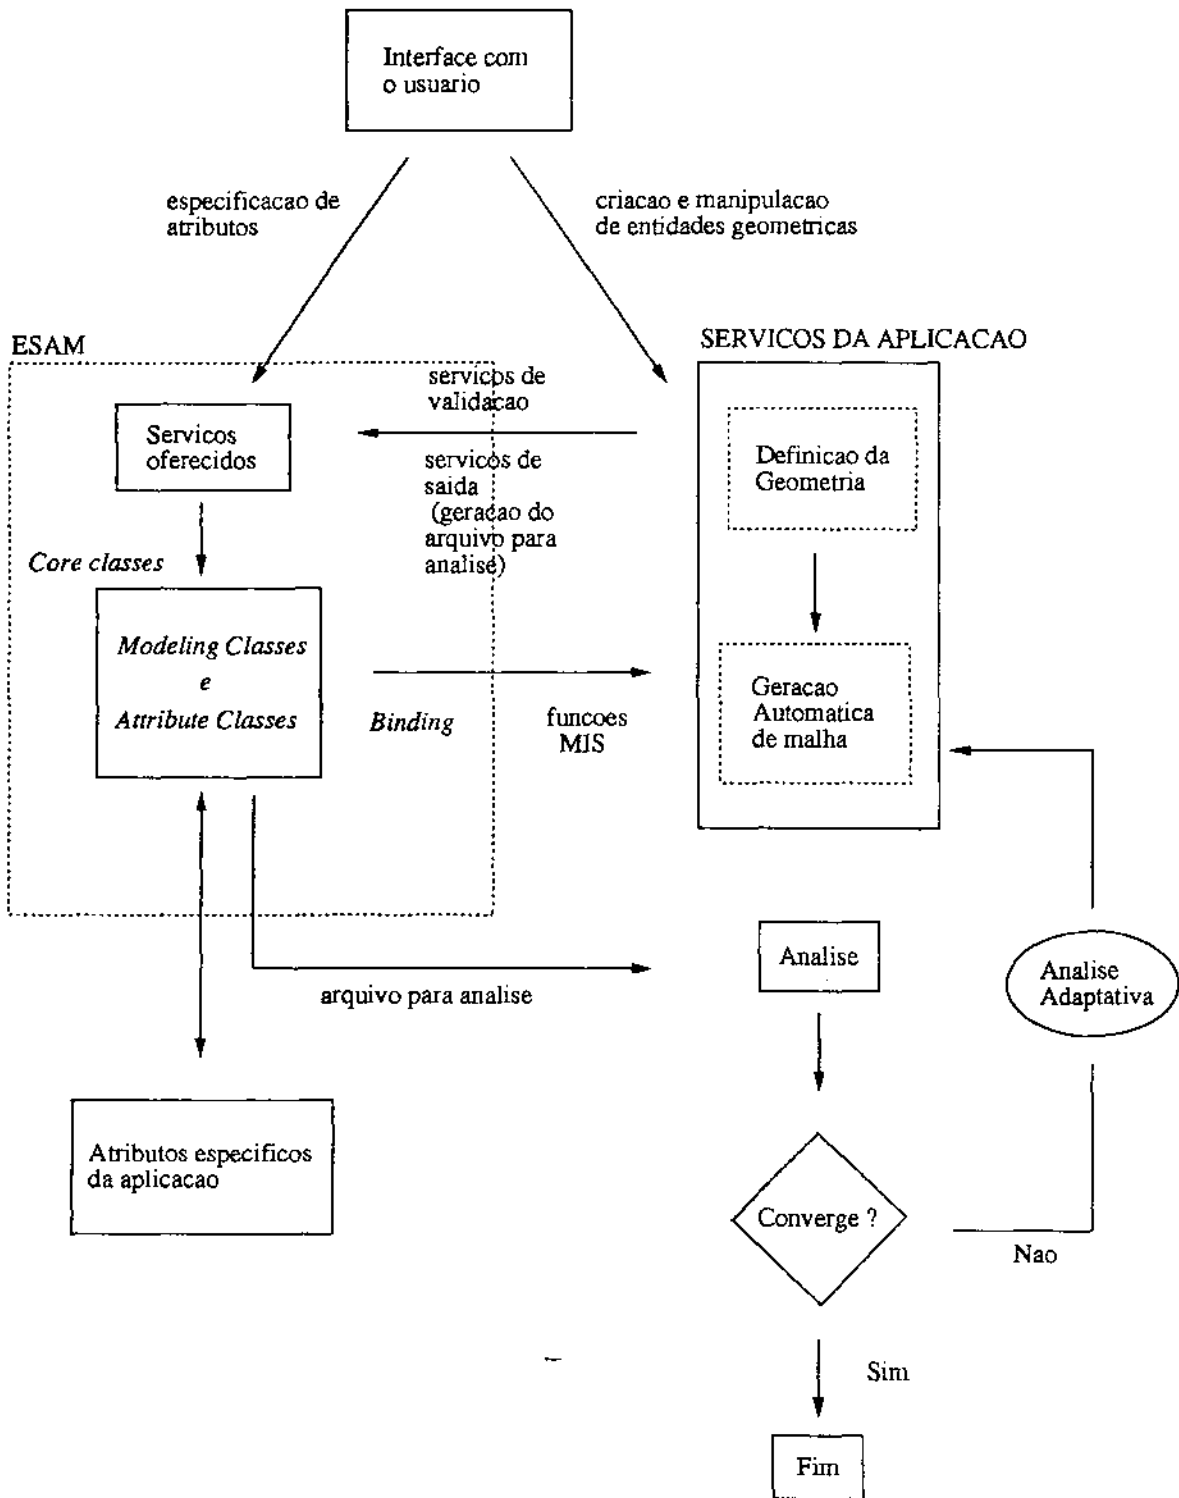 Interface com
o usuario
especificacao de
atributos
criacao e manipulacao
de entidades geometricas
ESAM
SERVICOS DA APLICACAO
servicos de
validacao
Servicos
oferecidos
servicos de
saida
(geracao do
arquivo para
analise)
Definicao da
Geometria
Core classes
Modeling Classes
e
Attribute Classes
Binding
funcoes
MIS
Geracao
Automatica
de malha
Analise
Analise
Adaptativa
arquivo para analise
Atributos especificos
da aplicacao
Converge ?
Nao
Sim
Fim